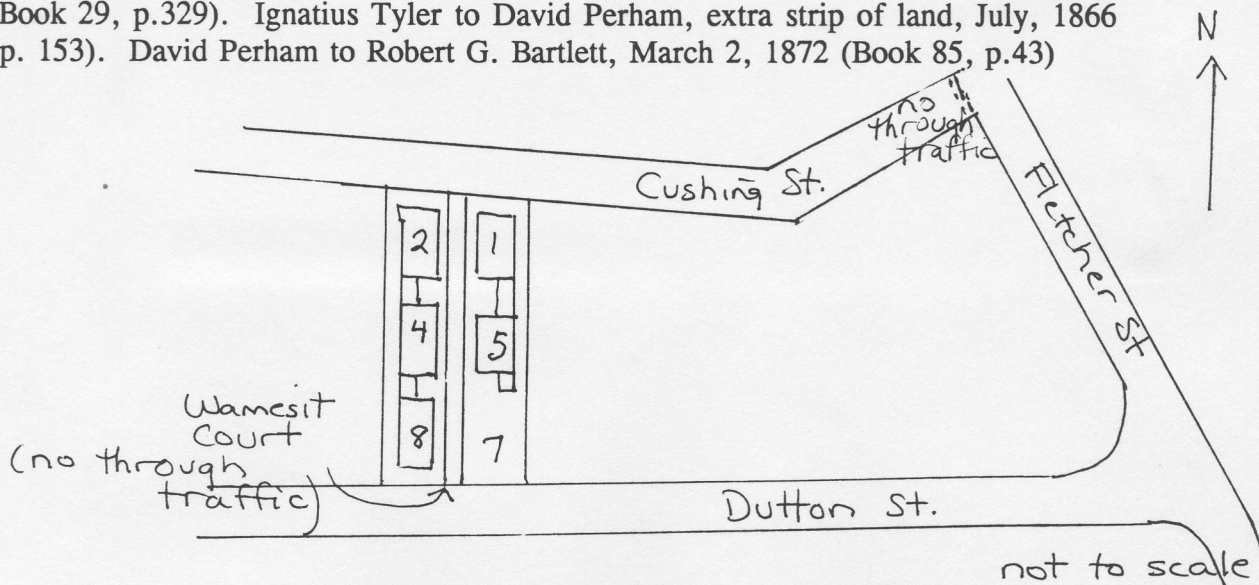 Book 29, p.329). Ignatius Tyler to David Perham, extra strip of land, July, 1866
p. 153). David Perham to Robert G. Bartlett, March 2, 1872 (Book 85, p.43)
N
no
through
traffic
Cushing St.
Fletcher St
2
1
4
5
8
7
Wamesit
Court
(no through
traffic)
Dutton St.
not to scale